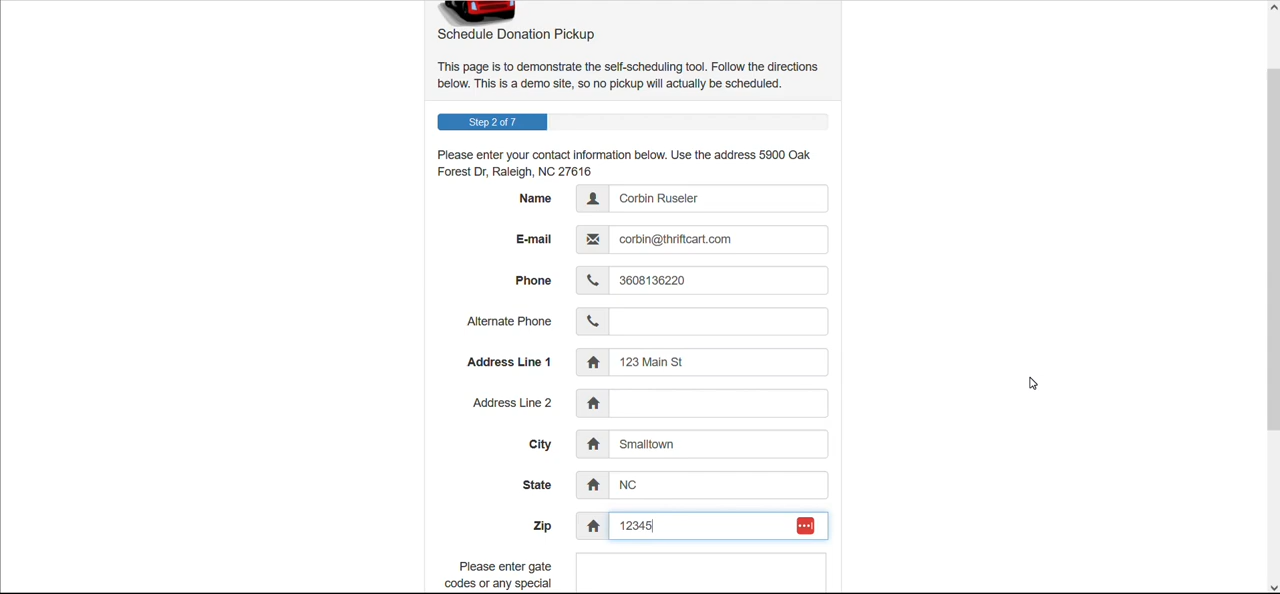 Schedule Donation Pickup
This page is to demonstrate the self-scheduling tool. Follow the directions
below. This is a demo site, so no pickup will actually be scheduled.
Step 2 of 7
Please enter your contact information below. Use the address 5900 Oak
Forest Dr, Raleigh, NC 27616
Name Corbin Ruseler
E-mail corbin@thriftcart.com
Phone 3608136220
Alternate Phone
Address Line 1 123 Main St
Address Line 2
City Smalltown
State NC
Zip 12345
Please enter gate
codes or any special